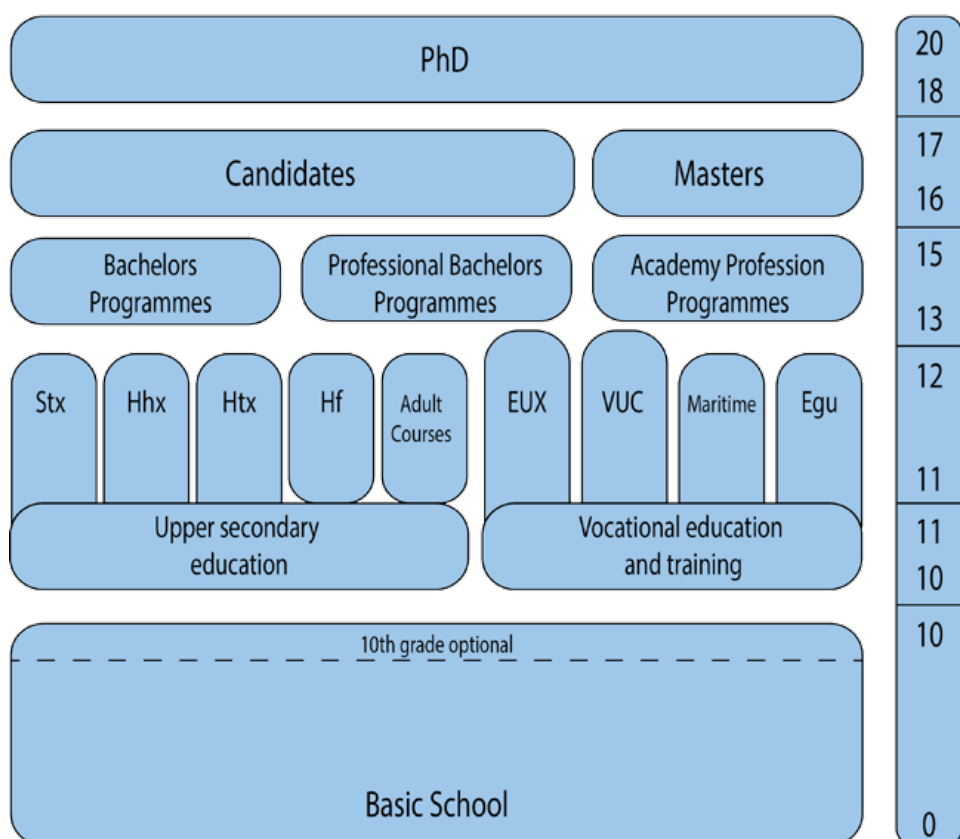 PhD
20
18
Candidates
Masters
17
16
Bachelors
Programmes
Professional Bachelors
Programmes
Academy Profession
Programmes
15
13
Stx
Hhx
Htx
Hf
Adult
Courses
EUX
VUC
Maritime
Egu
12
11
Upper secondary
education
Vocational education
and training
11
10
10th grade optional
10
Basic School
0